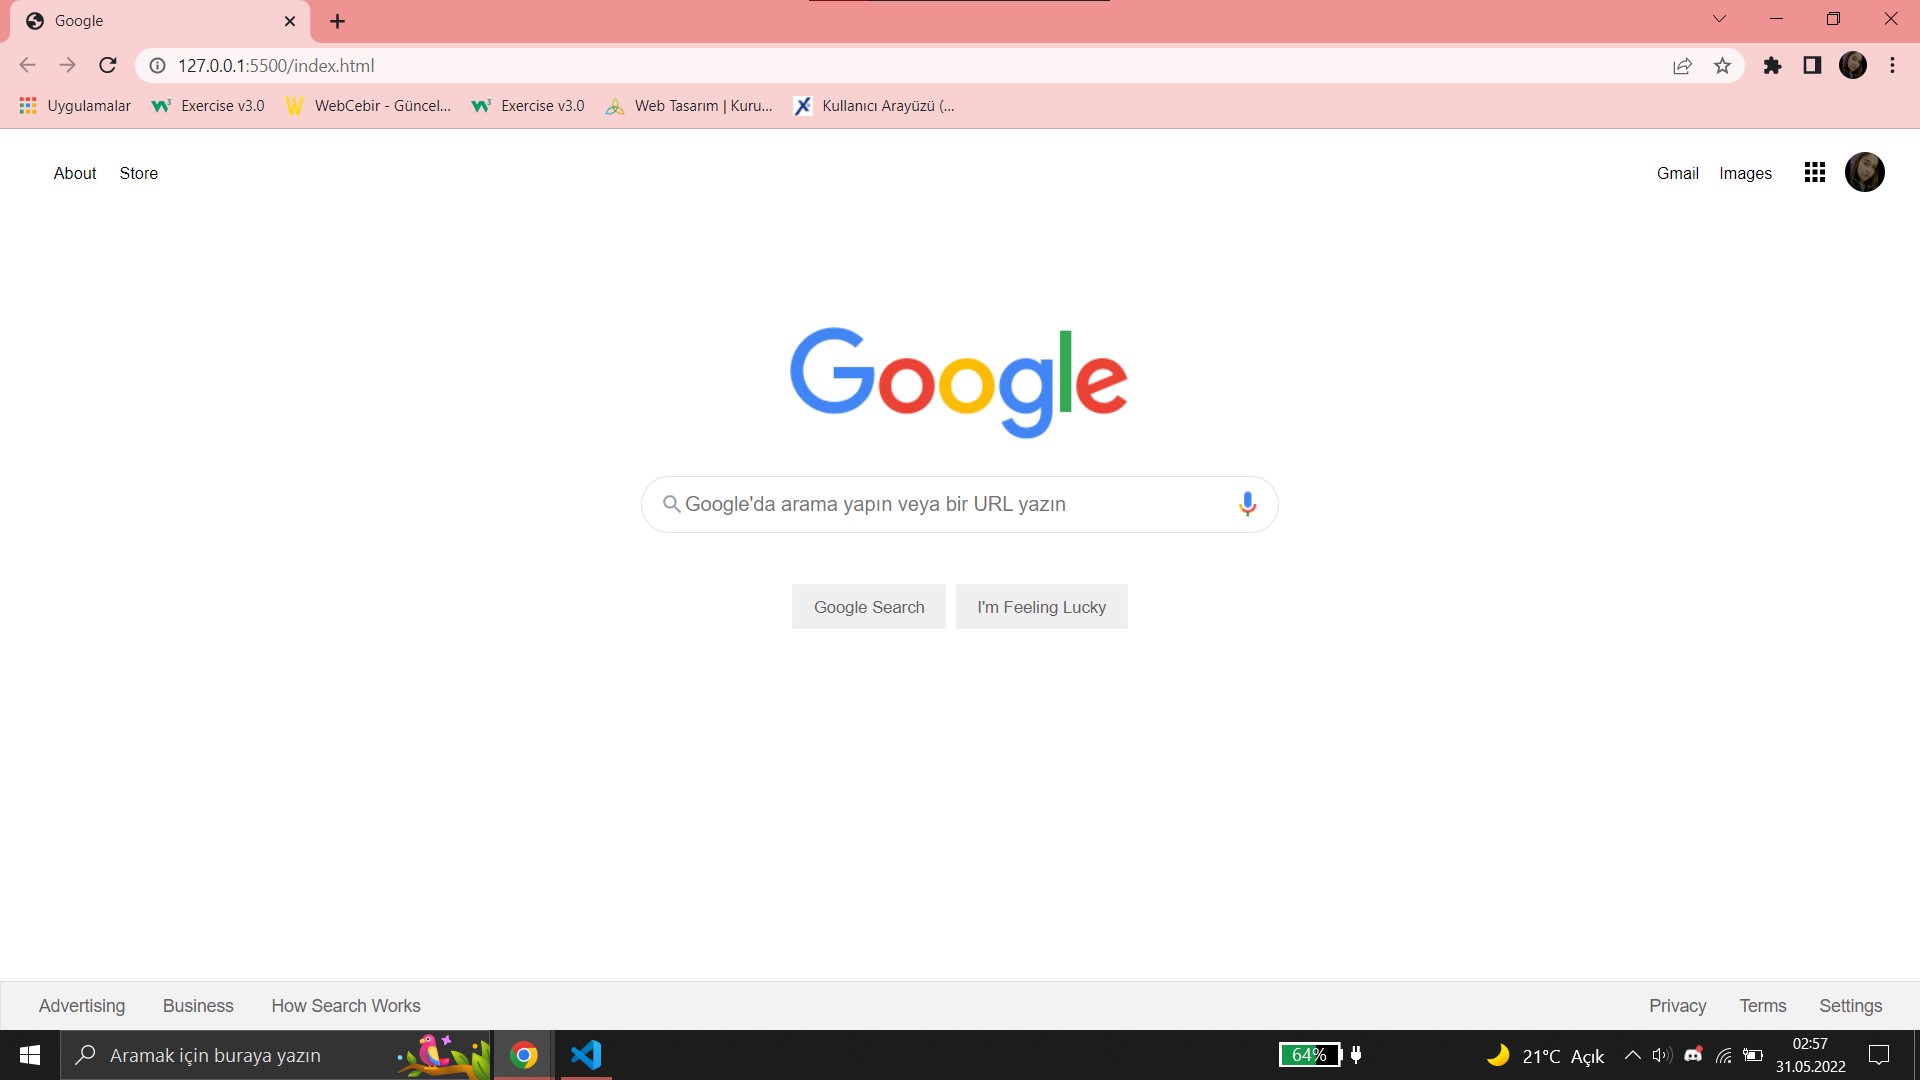 Google
127.0.0.1:5500/index.html
Uygulamalar Exercise v3.0 WebCebir - Güncel... Exercise v3.0 Web Tasarım | Kuru... Kullanıcı Arayüzü (...
About Store Gmail Images
Google
Google'da arama yapın veya bir URL yazın
Google Search I'm Feeling Lucky
Advertising Business How Search Works Privacy Terms Settings
Aramak için buraya yazın 64% 21°C Açık 02:57
31.05.2022